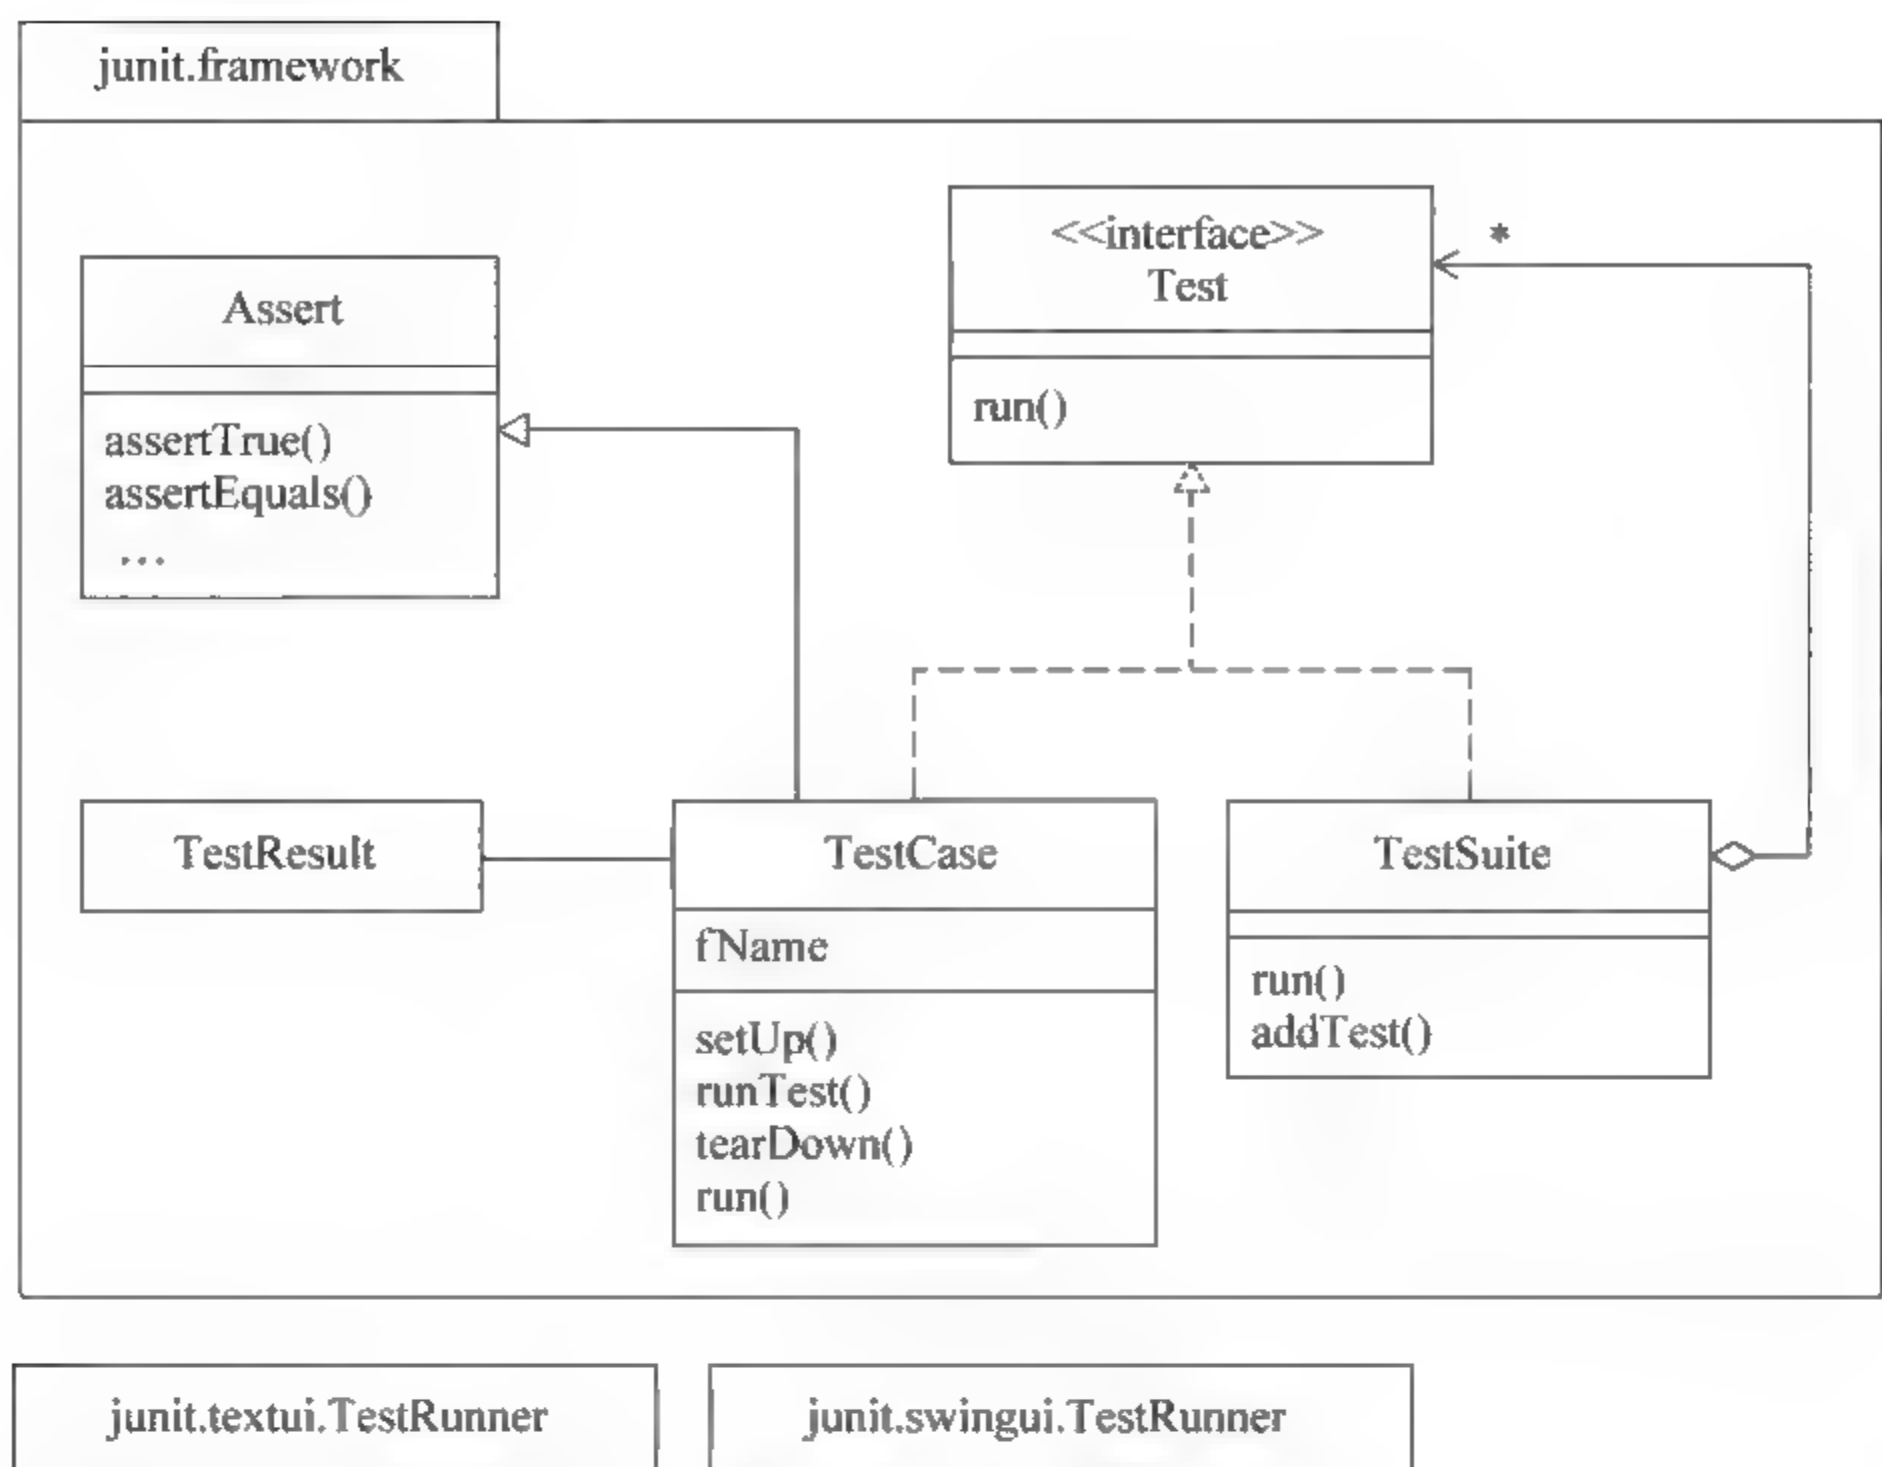 junit.framework
<<interface>>
Test
*
run()
Assert
assertTrue()
assertEquals()
...
TestResult
TestCase
fName
setUp()
runTest()
tearDown()
run()
TestSuite
run()
addTest()
junit.textui.TestRunner
junit.swingui.TestRunner